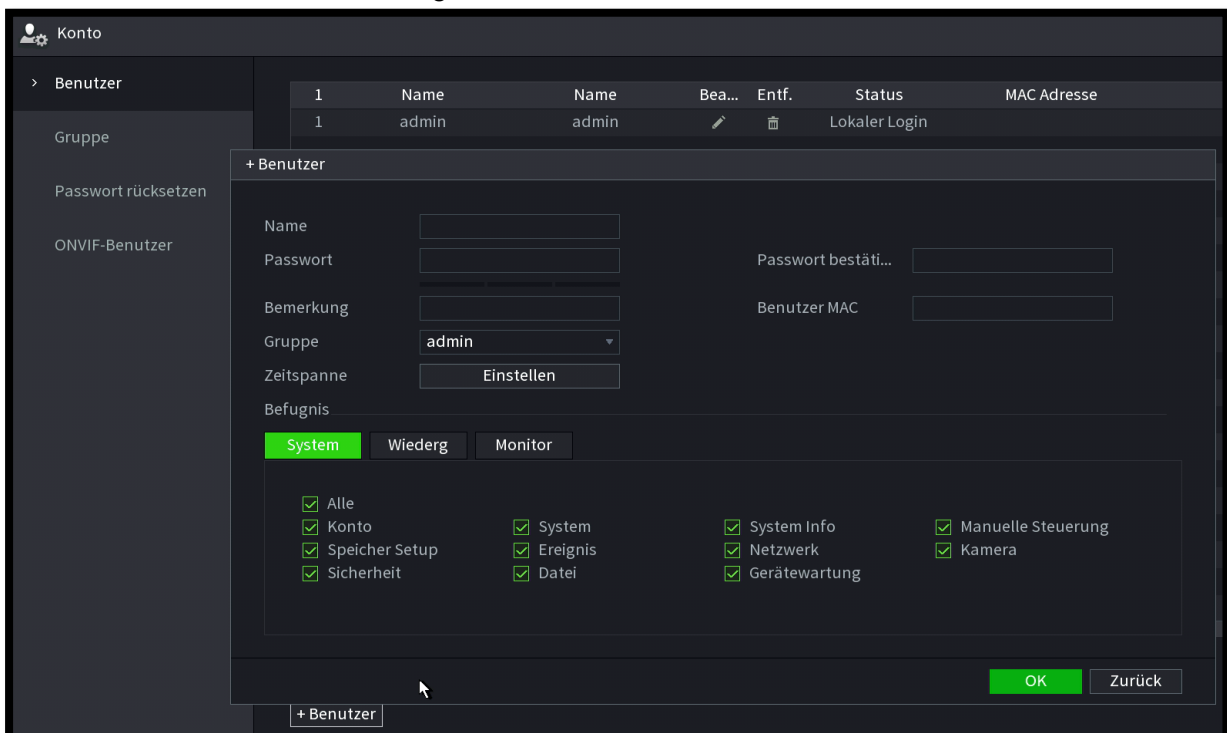 Konto
Benutzer
Gruppe
Passwort rücksetzen
ONVIF-Benutzer
1 Name Name Bea... Entf. Status MAC Adresse
1 admin admin Lokaler Login
+ Benutzer
Name
Passwort Passwort bestäti...
Bemerkung Benutzer MAC
Gruppe admin
Zeitspanne Einstellen
Befugnis
System Wiederg Monitor
Alle
Konto System System Info Manuelle Steuerung
Speicher Setup Ereignis Netzwerk Kamera
Sicherheit Datei Gerätewartung
OK Zurück
+ Benutzer